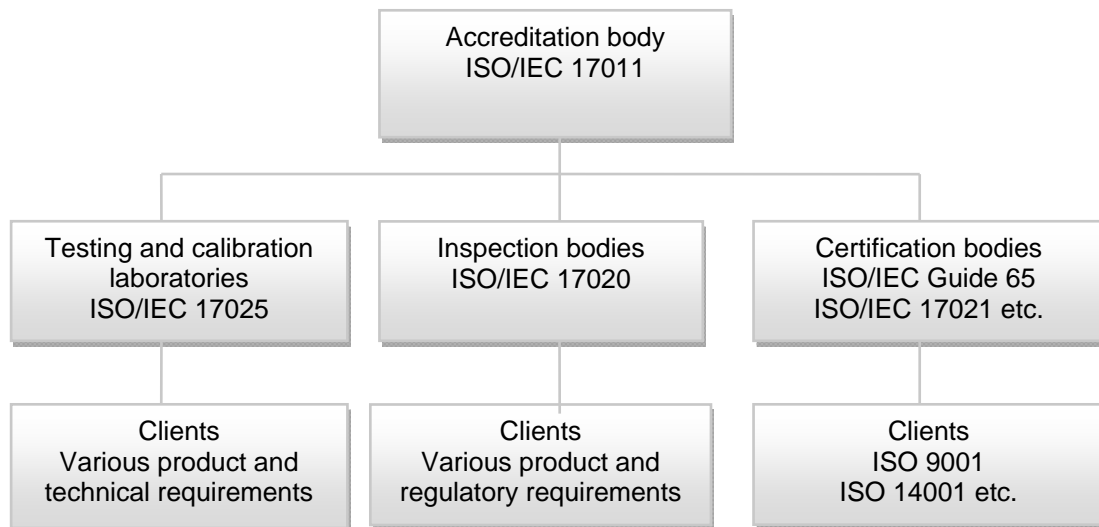 Accreditation body
ISO/IEC 17011
Testing and calibration
laboratories
ISO/IEC 17025
Inspection bodies
ISO/IEC 17020
Certification bodies
ISO/IEC Guide 65
ISO/IEC 17021 etc.
Clients
Various product and
technical requirements
Clients
Various product and
regulatory requirements
Clients
ISO 9001
ISO 14001 etc.